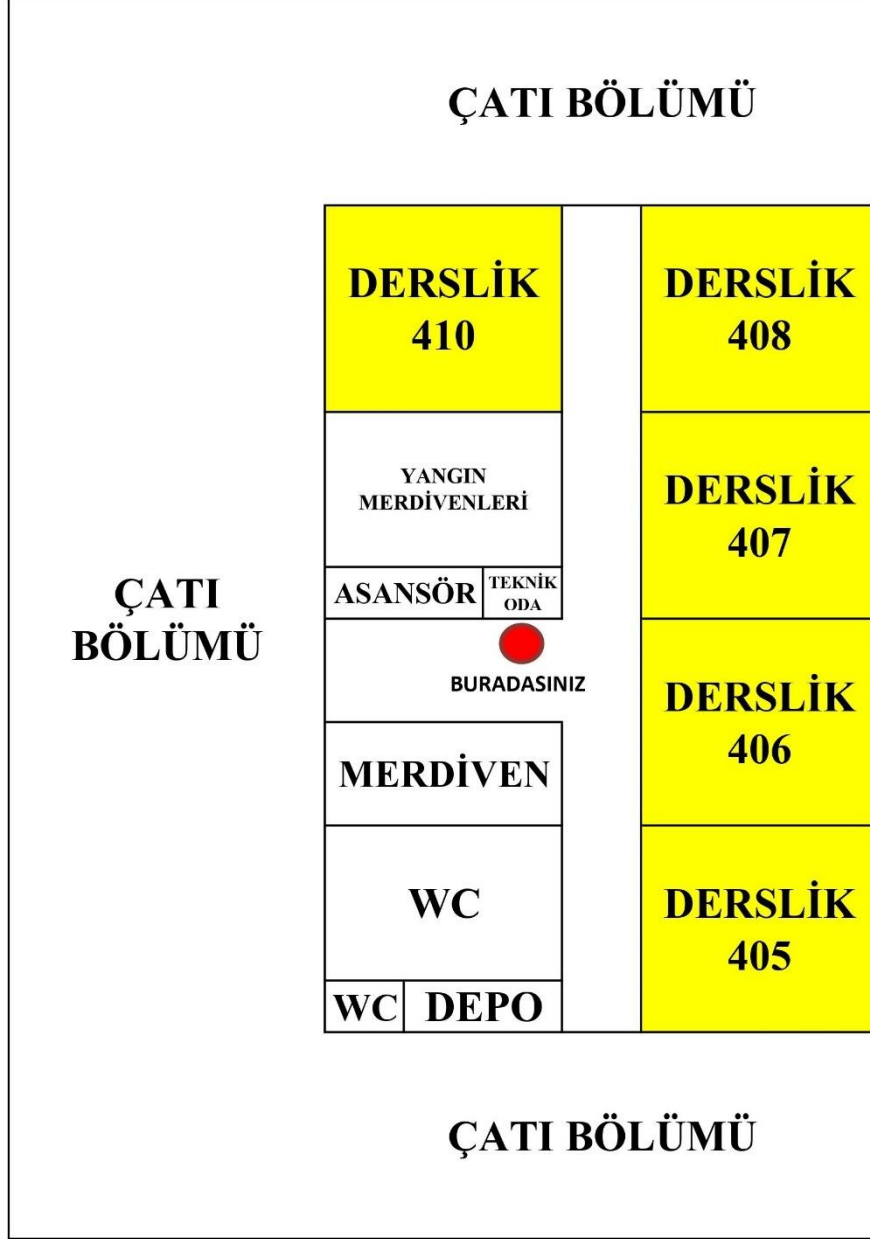 ÇATI BÖLÜMÜ
DERSLİK
410
DERSLİK
408
YANGIN
MERDİVENLERİ
DERSLİK
407
ASANSÖR
TEKNİK
ODA
ÇATI
BÖLÜMÜ
BURADASINIZ
DERSLİK
406
MERDİVEN
WC
DERSLİK
405
WC
DEPO
ÇATI BÖLÜMÜ